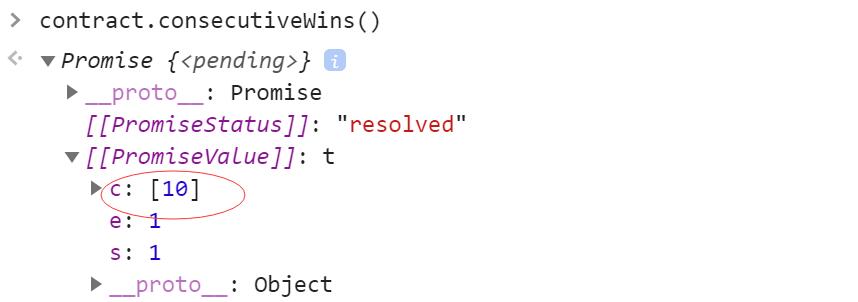 > contract.consecutiveWins()
Promise {<pending>} i
__proto__: Promise
[[PromiseStatus]]: "resolved"
[[PromiseValue]]: t
c: [10]
e: 1
s: 1
__proto__: Object